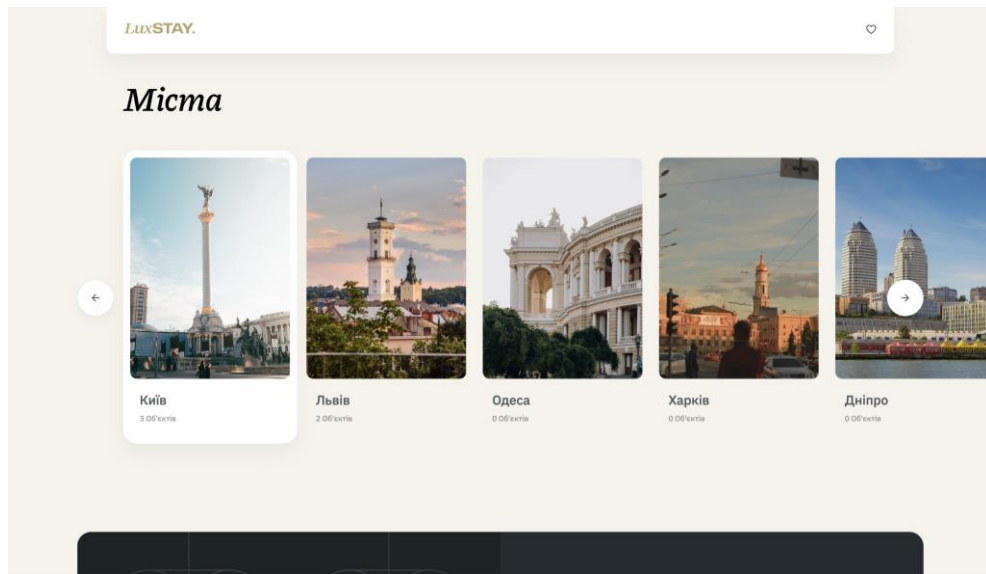 LuxSTAY.
Міста
Київ
3 Об'єктів
Львів
2 Об'єктів
Одеса
0 Об'єктів
Харків
0 Об'єктів
Дніпро
0 Об'єктів